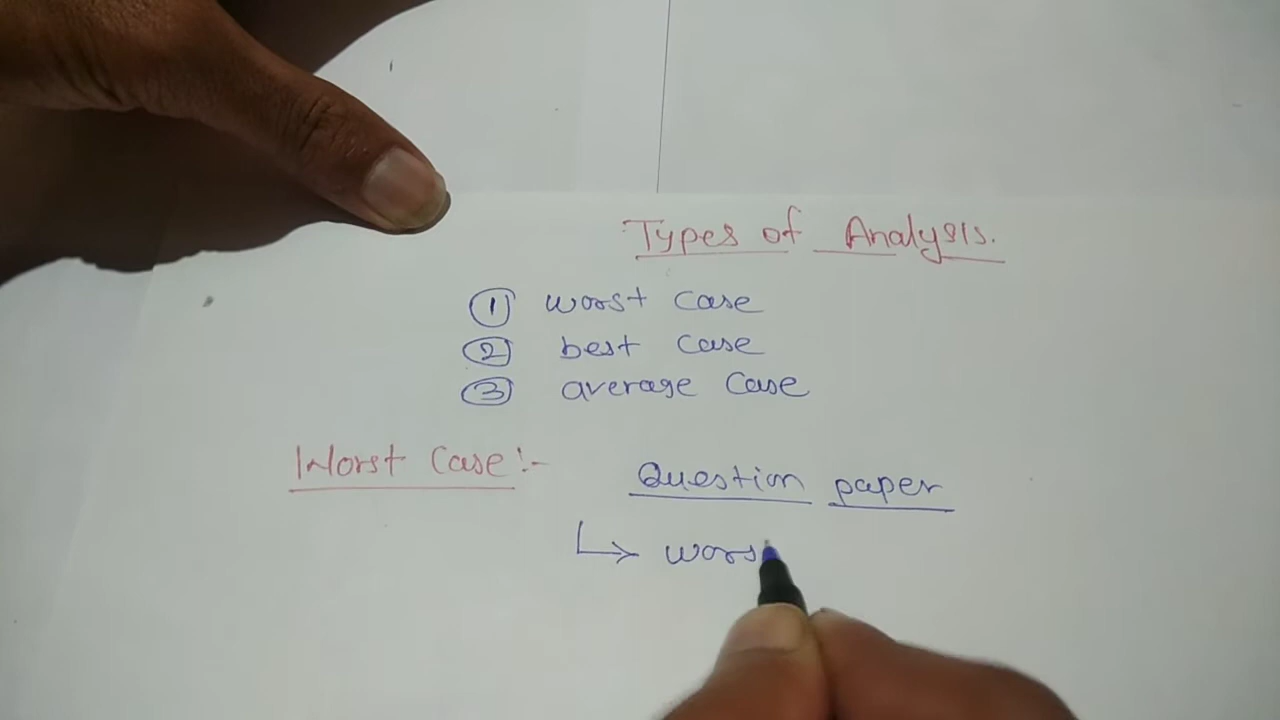 Types of Analysis.
① worst case
② best case
③ average case
Worst Case:-
Question paper
↳ wors